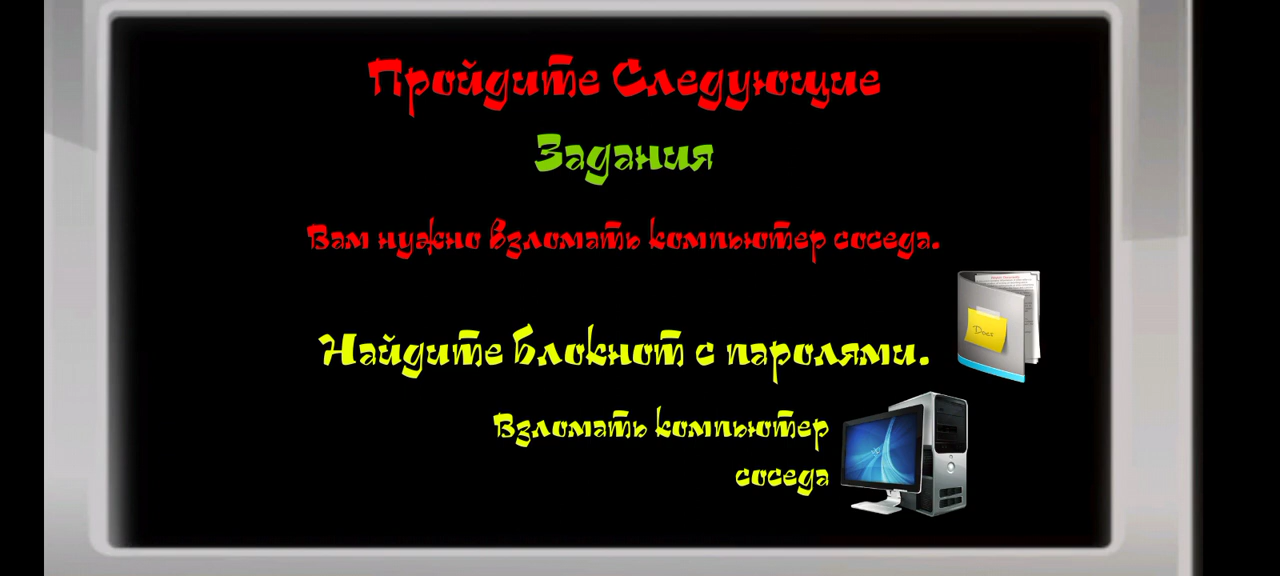 Пройдите Следующие
Задания
Вам нужно взломать компьютер соседа.
Найдите блокнот с паролями.
Взломать компьютер
соседа